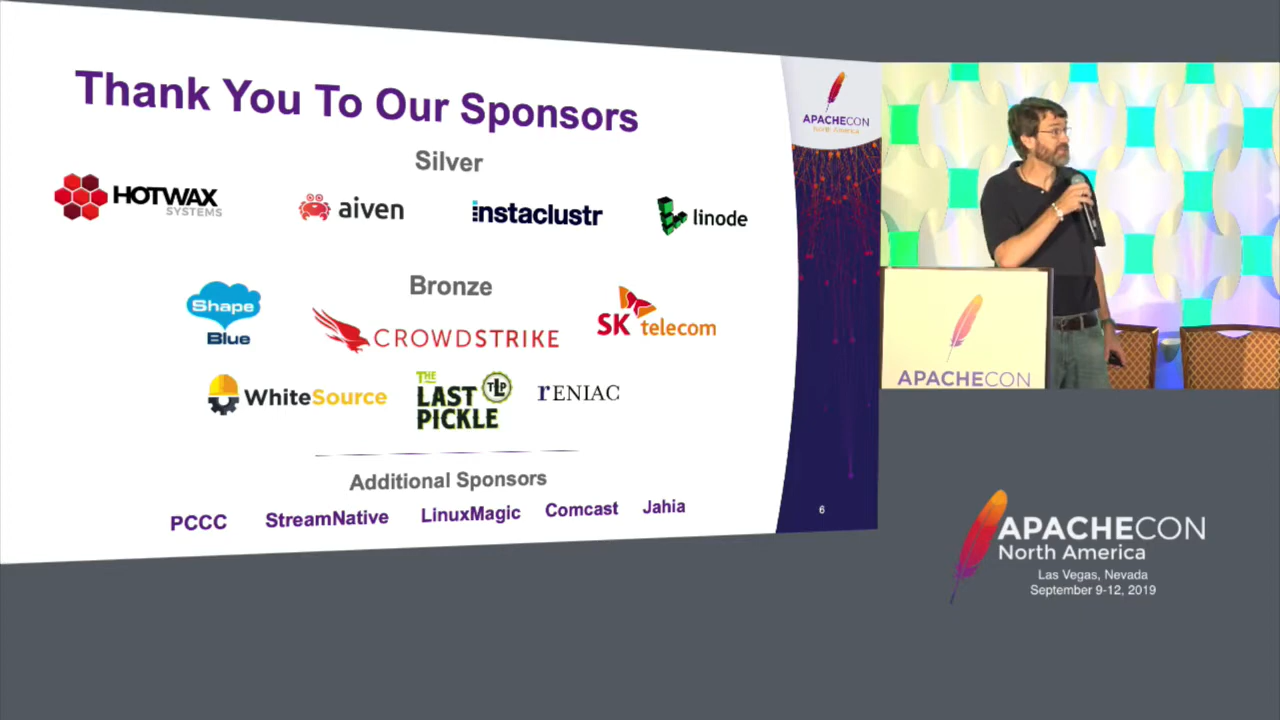 Thank You To Our Sponsors
Silver
HOTWAX SYSTEMS
aiven
instaclustr
linode
Bronze
Shape Blue
CROWDSTRIKE
SK telecom
WhiteSource
THE LAST PICKLE TLP
rENIAC
Additional Sponsors
PCCC StreamNative LinuxMagic Comcast Jahia
6
APACHECON
North America
APACHECON
APACHECON
North America
Las Vegas, Nevada
September 9-12, 2019